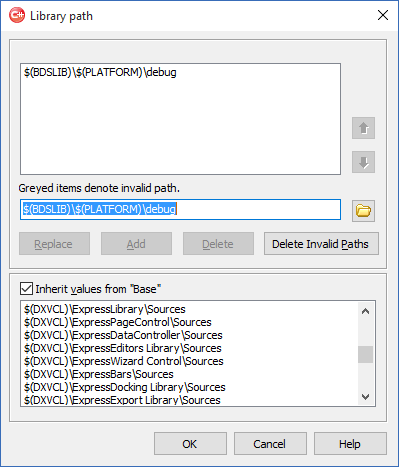 Library path
$(BDSLIB)\$(PLATFORM)\debug
Greyed items denote invalid path.
$(BDSLIB)\$(PLATFORM)\debug
Replace
Add
Delete
Delete Invalid Paths
Inherit values from "Base"
$(DXVCL)\ExpressLibrary\Sources
$(DXVCL)\ExpressPageControl\Sources
$(DXVCL)\ExpressDataController\Sources
$(DXVCL)\ExpressEditors Library\Sources
$(DXVCL)\ExpressWizard Control\Sources
$(DXVCL)\ExpressBars\Sources
$(DXVCL)\ExpressDocking Library\Sources
$(DXVCL)\ExpressExport Library\Sources
OK
Cancel
Help